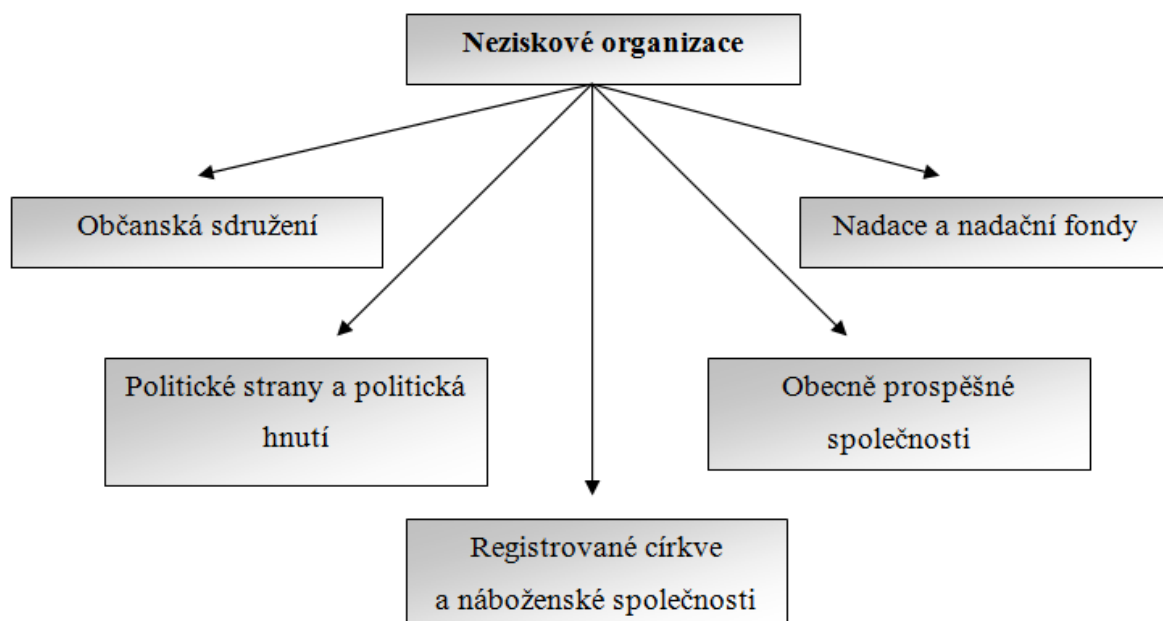 Neziskové organizace
Občanská sdružení
Nadace a nadační fondy
Politické strany a politická
hnutí
Obecně prospěšné
společnosti
Registrované církve
a náboženské společnosti